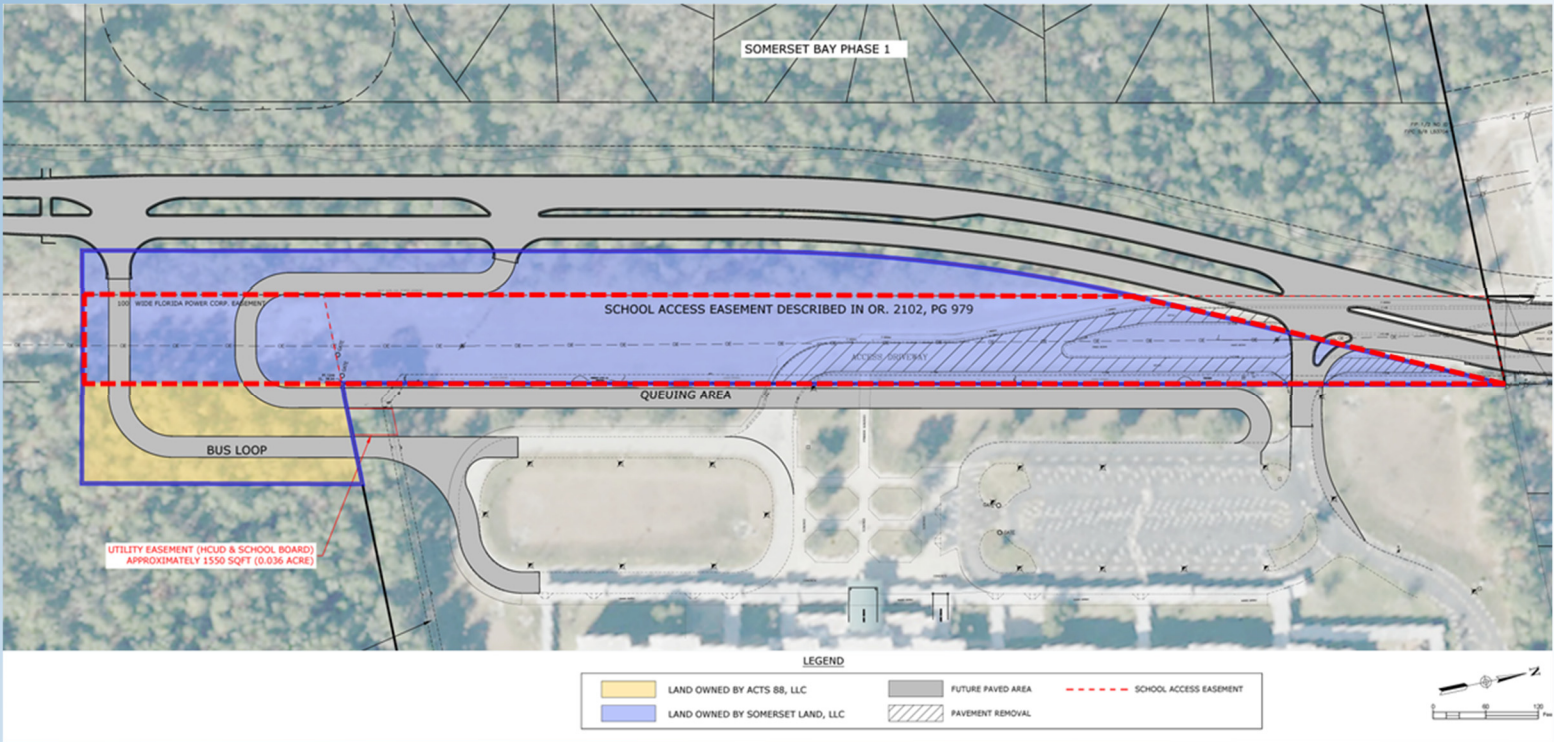 SOMERSET BAY PHASE 1
100' WIDE FLORIDA POWER CORP. EASEMENT
SCHOOL ACCESS EASEMENT DESCRIBED IN OR. 2102, PG 979
ACCESS DRIVEWAY
QUEUING AREA
BUS LOOP
UTILITY EASEMENT (HCUD & SCHOOL BOARD)
APPROXIMATELY 1550 SQFT (0.036 ACRE)
LEGEND
LAND OWNED BY ACTS 88, LLC
FUTURE PAVED AREA
SCHOOL ACCESS EASEMENT
LAND OWNED BY SOMERSET LAND, LLC
PAVEMENT REMOVAL
N
0 60 120
Feet